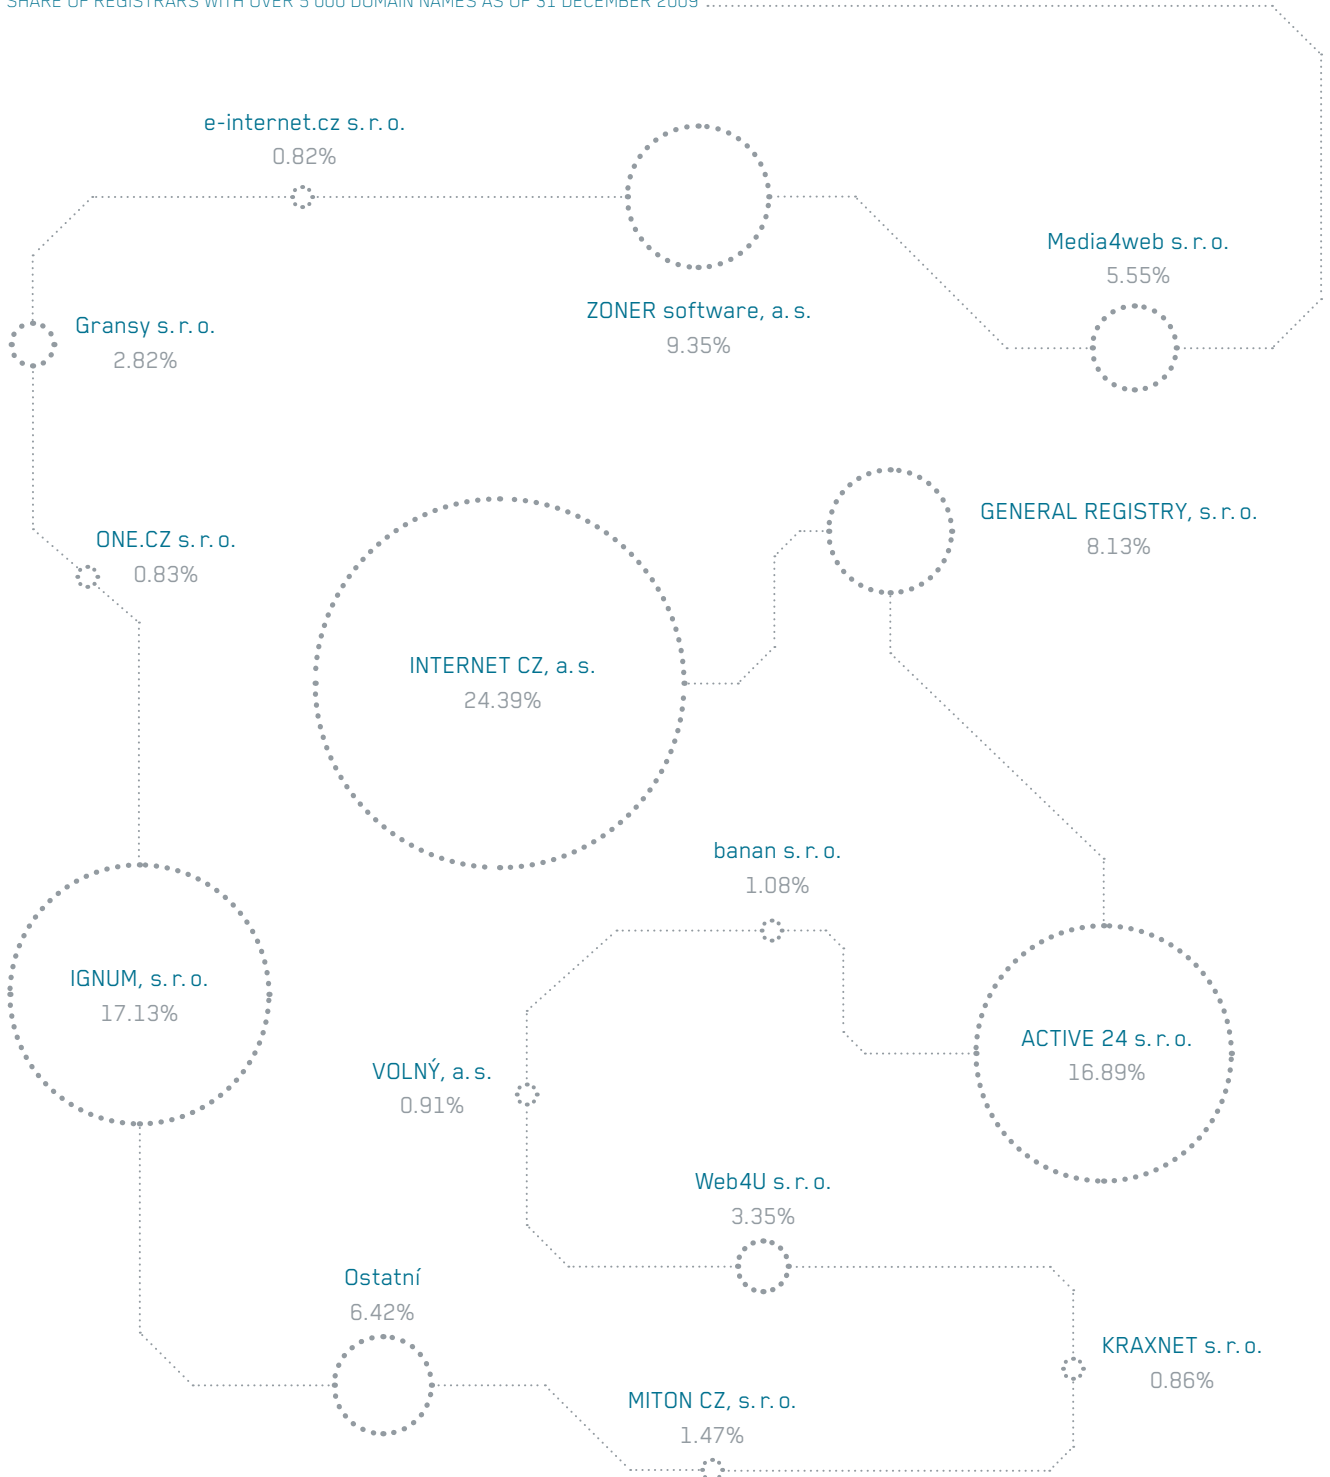 SHARE OF REGISTRARS WITH OVER 5 000 DOMAIN NAMES AS OF 31 DECEMBER 2009
e-internet.cz s. r. o.
0.82%
Media4web s. r. o.
5.55%
ZONER software, a. s.
9.35%
Gransy s. r. o.
2.82%
GENERAL REGISTRY, s. r. o.
8.13%
ONE.CZ s. r. o.
0.83%
INTERNET CZ, a. s.
24.39%
banan s. r. o.
1.08%
IGNUM, s. r. o.
17.13%
ACTIVE 24 s. r. o.
16.89%
VOLNÝ, a. s.
0.91%
Web4U s. r. o.
3.35%
Ostatní
6.42%
KRAXNET s. r. o.
0.86%
MITON CZ, s. r. o.
1.47%